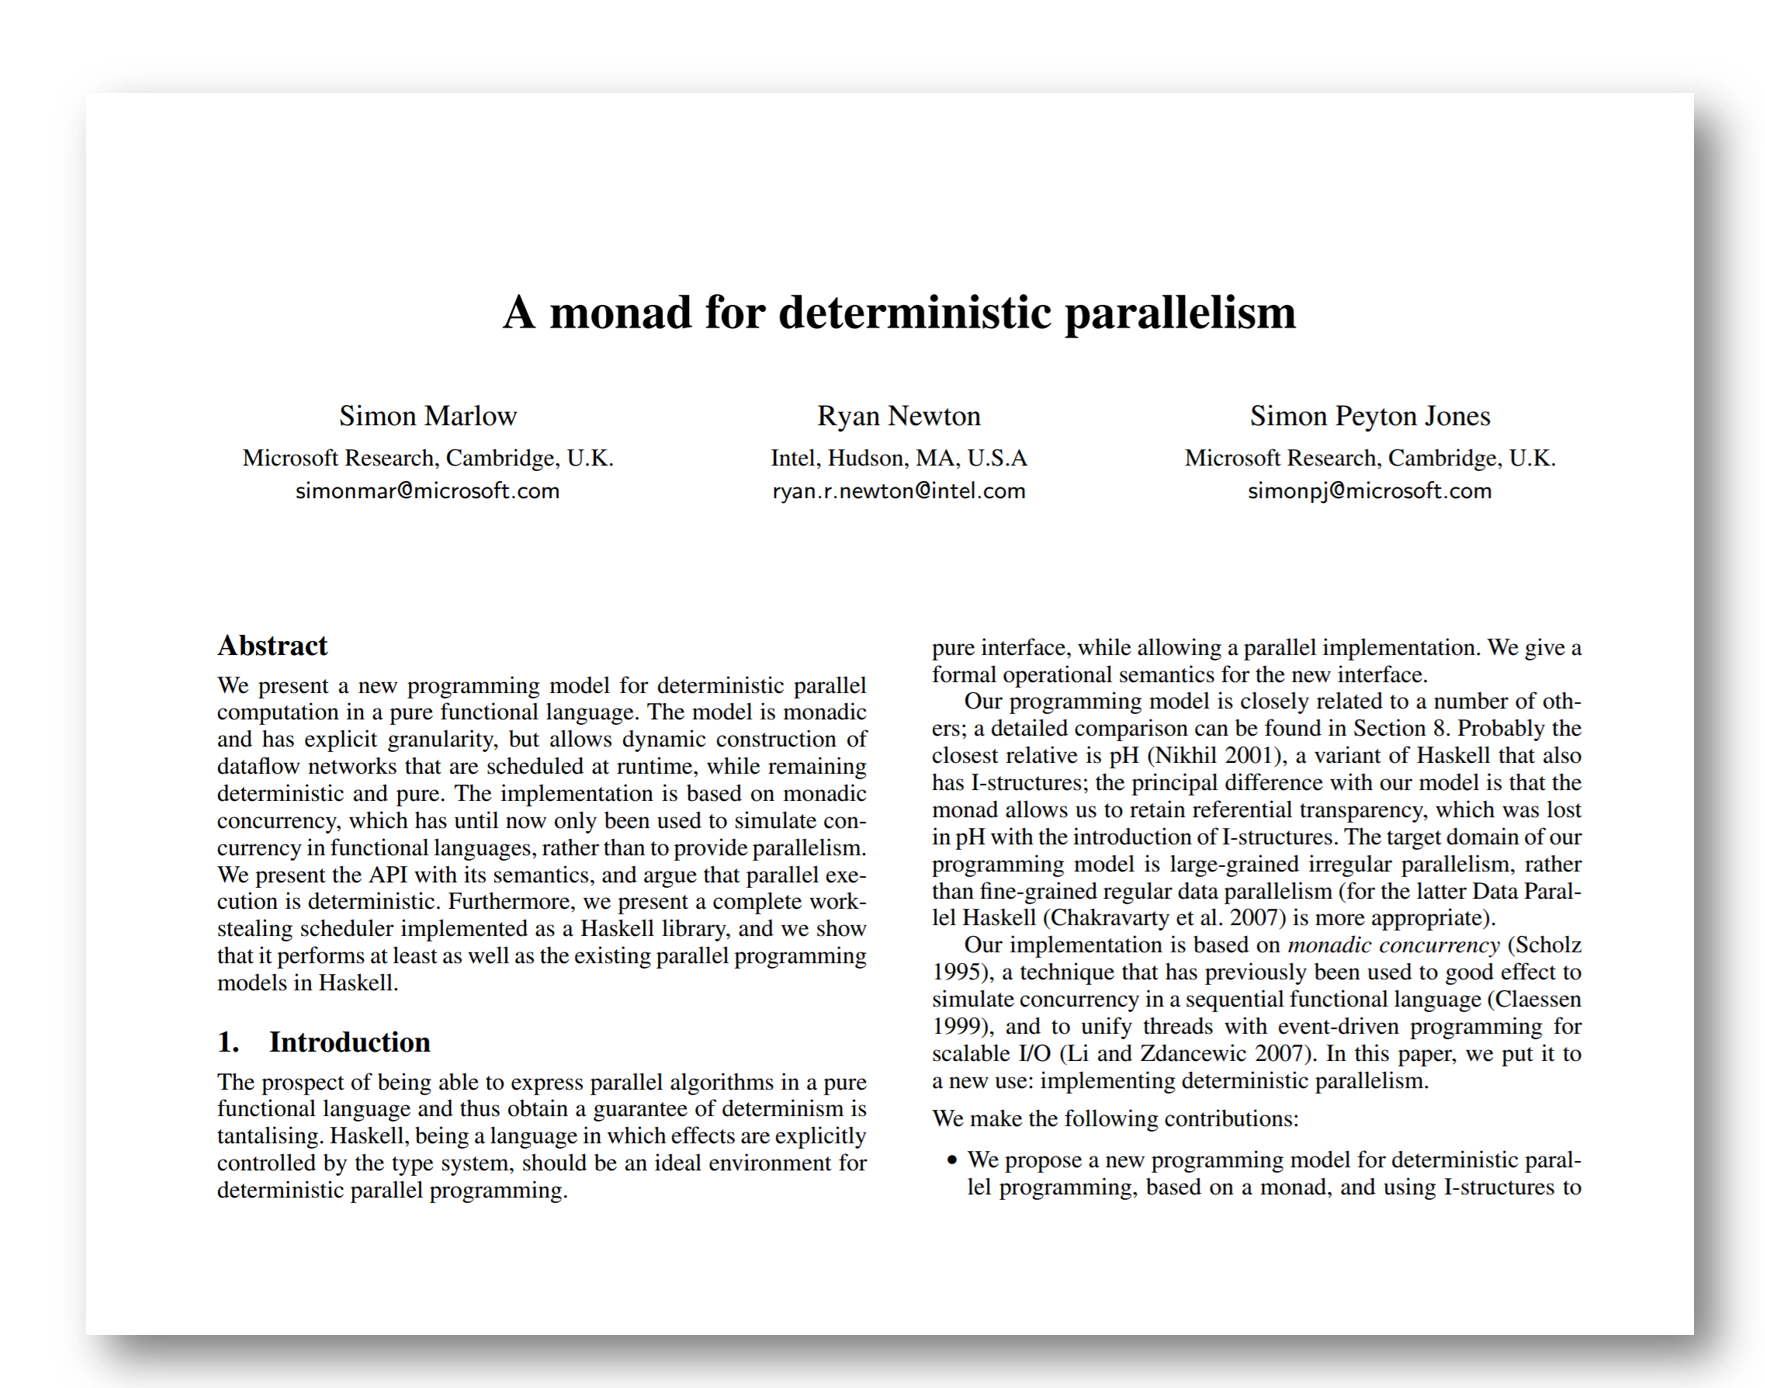 A monad for deterministic parallelism
Simon Marlow
Microsoft Research, Cambridge, U.K.
simonmar@microsoft.com
Ryan Newton
Intel, Hudson, MA, U.S.A
ryan.r.newton@intel.com
Simon Peyton Jones
Microsoft Research, Cambridge, U.K.
simonpj@microsoft.com
Abstract
We present a new programming model for deterministic parallel
computation in a pure functional language. The model is monadic
and has explicit granularity, but allows dynamic construction of
dataflow networks that are scheduled at runtime, while remaining
deterministic and pure. The implementation is based on monadic
concurrency, which has until now only been used to simulate con-
currency in functional languages, rather than to provide parallelism.
We present the API with its semantics, and argue that parallel exe-
cution is deterministic. Furthermore, we present a complete work-
stealing scheduler implemented as a Haskell library, and we show
that it performs at least as well as the existing parallel programming
models in Haskell.
1. Introduction
The prospect of being able to express parallel algorithms in a pure
functional language and thus obtain a guarantee of determinism is
tantalising. Haskell, being a language in which effects are explicitly
controlled by the type system, should be an ideal environment for
deterministic parallel programming.
pure interface, while allowing a parallel implementation. We give a
formal operational semantics for the new interface.
Our programming model is closely related to a number of oth-
ers; a detailed comparison can be found in Section 8. Probably the
closest relative is pH (Nikhil 2001), a variant of Haskell that also
has I-structures; the principal difference with our model is that the
monad allows us to retain referential transparency, which was lost
in pH with the introduction of I-structures. The target domain of our
programming model is large-grained irregular parallelism, rather
than fine-grained regular data parallelism (for the latter Data Paral-
lel Haskell (Chakravarty et al. 2007) is more appropriate).
Our implementation is based on monadic concurrency (Scholz
1995), a technique that has previously been used to good effect to
simulate concurrency in a sequential functional language (Claessen
1999), and to unify threads with event-driven programming for
scalable I/O (Li and Zdancewic 2007). In this paper, we put it to
a new use: implementing deterministic parallelism.
We make the following contributions:
• We propose a new programming model for deterministic paral-
lel programming, based on a monad, and using I-structures to